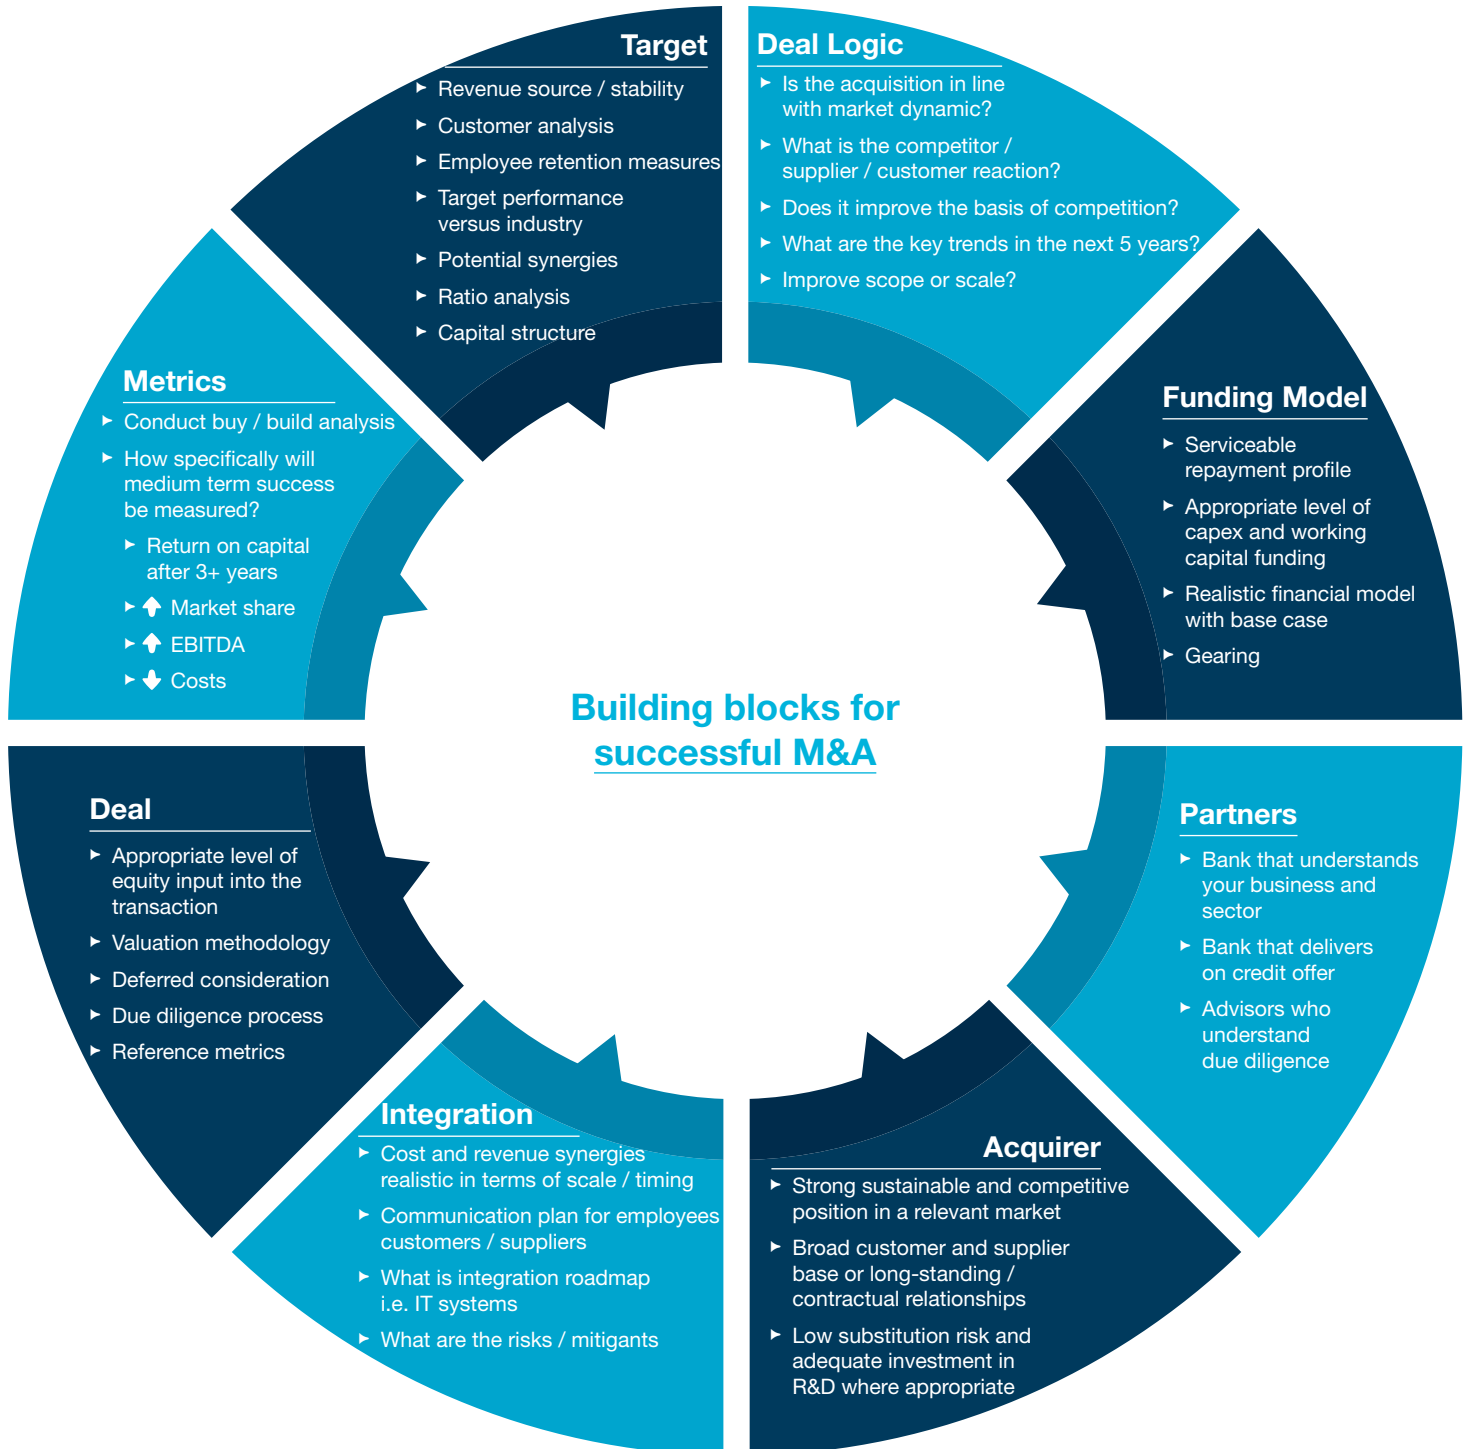 Target
Revenue source / stability
Customer analysis
Employee retention measures
Target performance
versus industry
Potential synergies
Ratio analysis
Capital structure
Deal Logic
Is the acquisition in line
with market dynamic?
What is the competitor /
supplier / customer reaction?
Does it improve the basis of competition?
What are the key trends in the next 5 years?
Improve scope or scale?
Funding Model
Serviceable
repayment profile
Appropriate level of
capex and working
capital funding
Realistic financial model
with base case
Gearing
Partners
Bank that understands
your business and
sector
Bank that delivers
on credit offer
Advisors who
understand
due diligence
Acquirer
Strong sustainable and competitive
position in a relevant market
Broad customer and supplier
base or long-standing /
contractual relationships
Low substitution risk and
adequate investment in
R&D where appropriate
Integration
Cost and revenue synergies
realistic in terms of scale / timing
Communication plan for employees
customers / suppliers
What is integration roadmap
i.e. IT systems
What are the risks / mitigants
Deal
Appropriate level of
equity input into the
transaction
Valuation methodology
Deferred consideration
Due diligence process
Reference metrics
Metrics
Conduct buy / build analysis
How specifically will
medium term success
be measured?
Return on capital
after 3+ years
Market share
EBITDA
Costs
Building blocks for
successful M&A